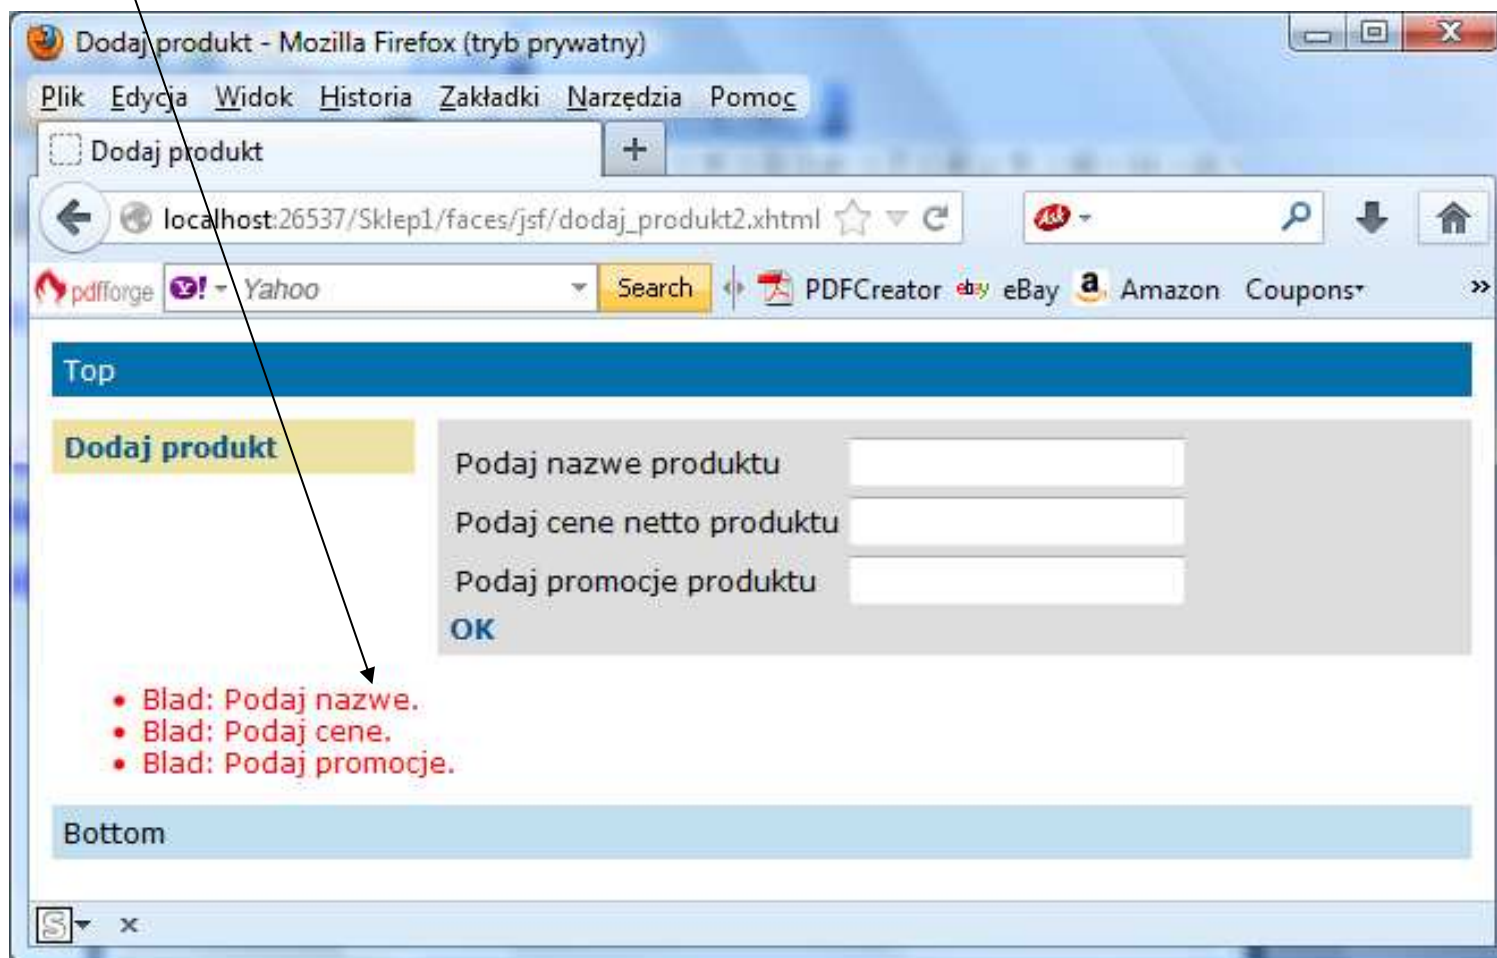 Dodaj produkt - Mozilla Firefox (tryb prywatny)
Plik Edycja Widok Historia Zakładki Narzędzia Pomoc
Dodaj produkt +
localhost:26537/Sklep1/faces/jsf/dodaj_produkt2.xhtml Ask
pdfforge Y! Yahoo Search PDFCreator ebay eBay a Amazon Coupons »
Top
Dodaj produkt
Podaj nazwe produktu
Podaj cene netto produktu
Podaj promocje produktu
OK
• Blad: Podaj nazwe.
• Blad: Podaj cene.
• Blad: Podaj promocje.
Bottom
S x